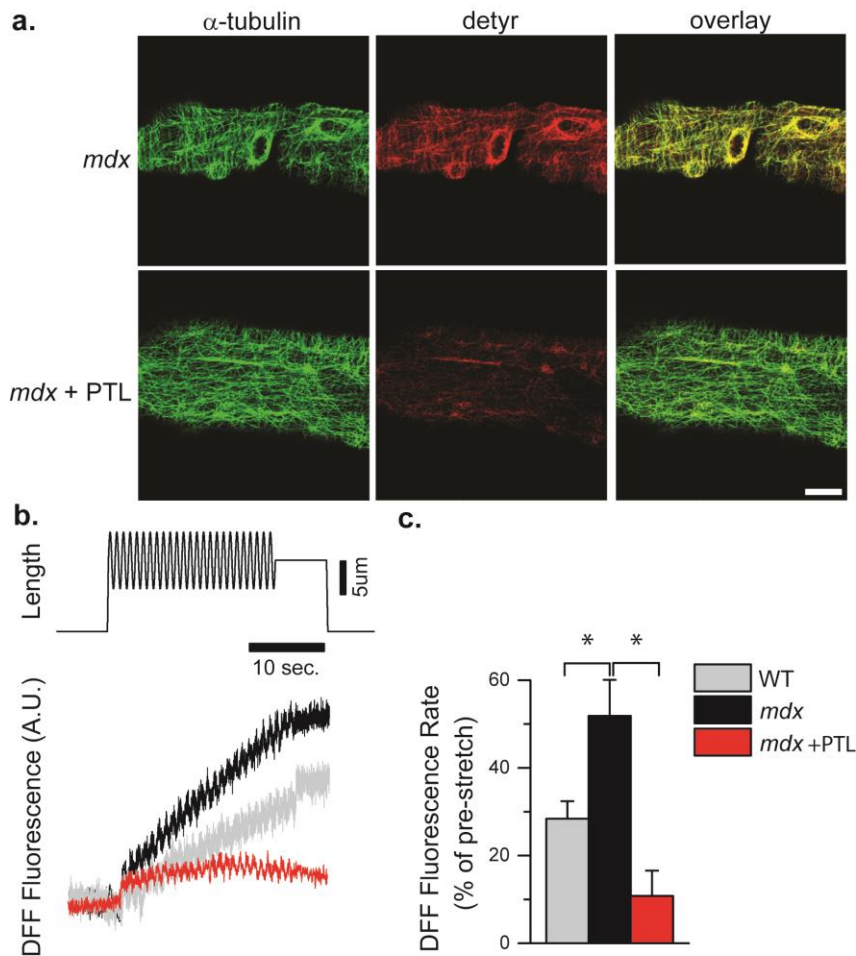 a.
α-tubulin
detyr
overlay
mdx
mdx + PTL
b.
Length
5um
10 sec.
DFF Fluorescence (A.U.)
c.
DFF Fluorescence Rate
(% of pre-stretch)
60
40
20
0
*
*
WT
mdx
mdx +PTL